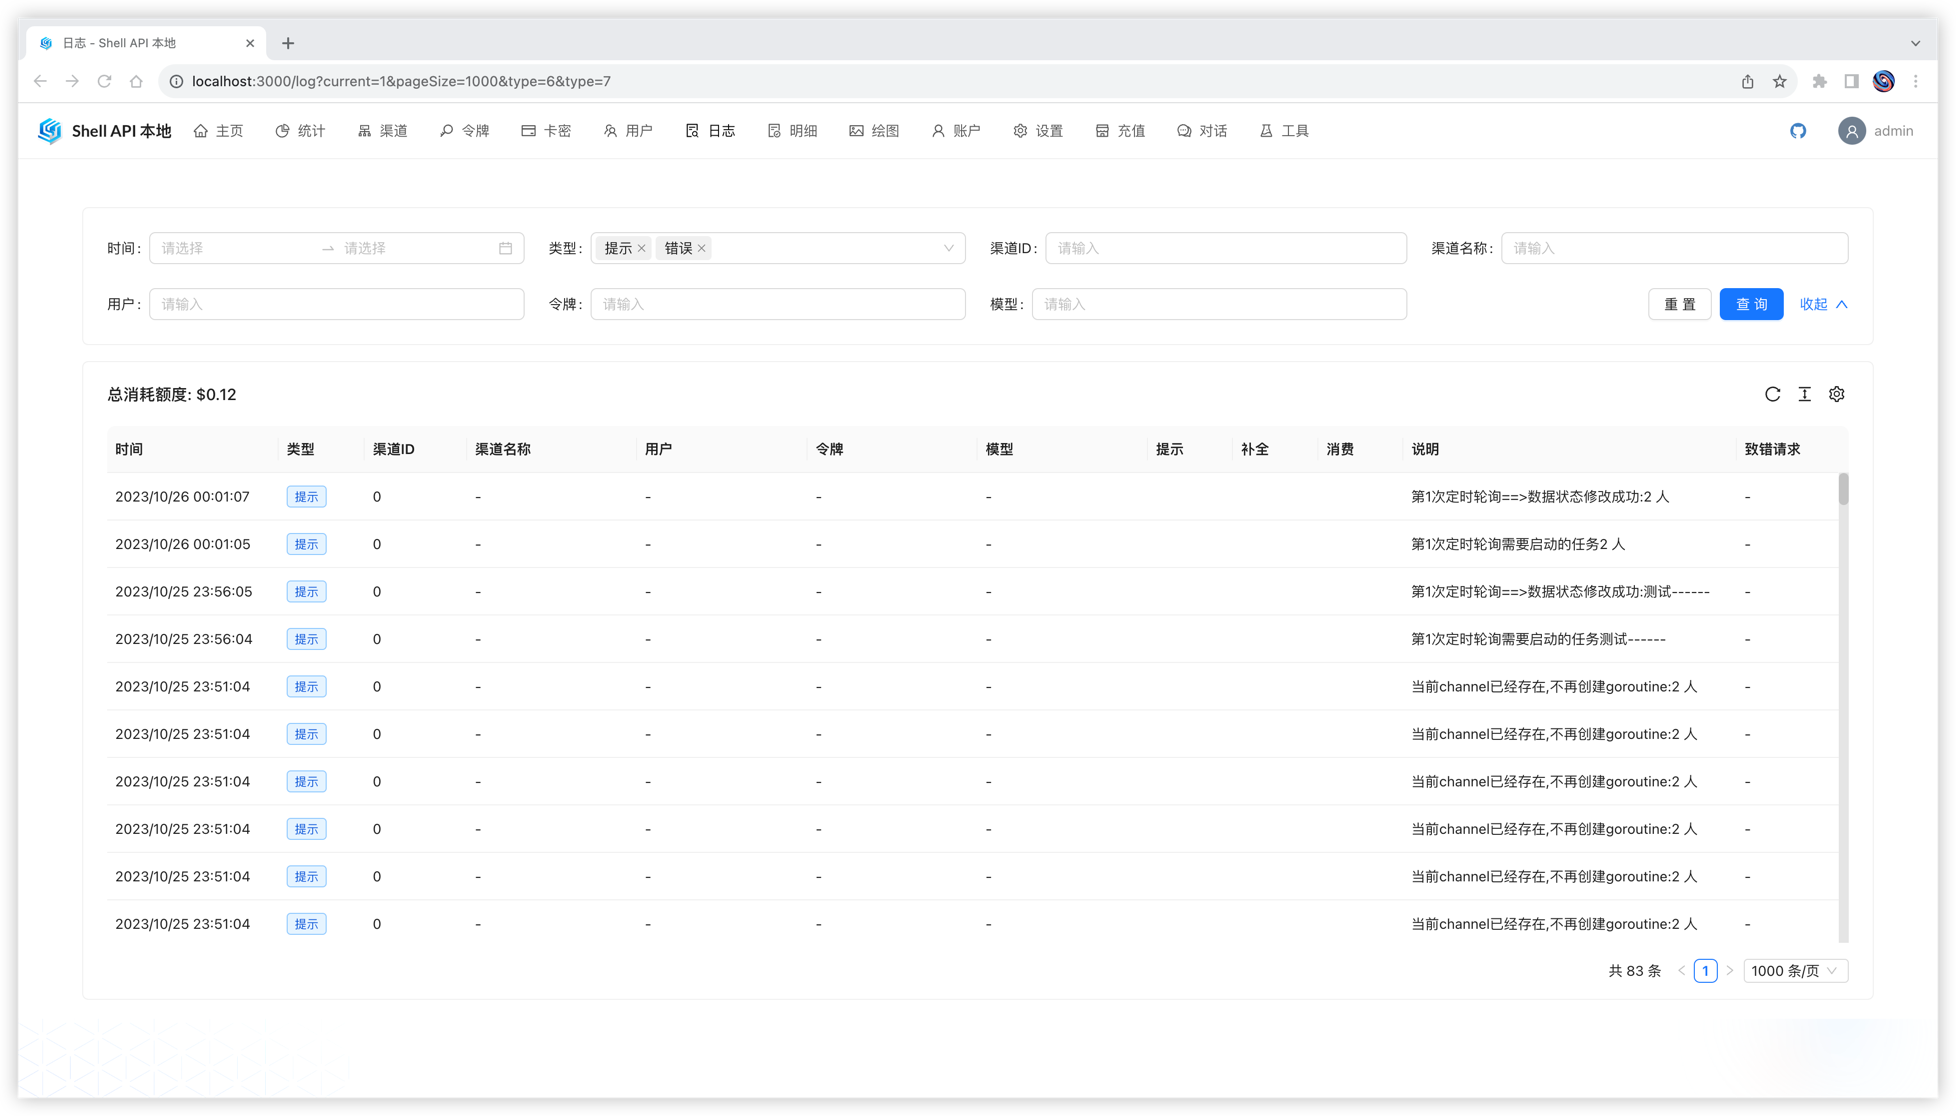 日志 - Shell API 本地
localhost:3000/log?current=1&pageSize=1000&type=6&type=7
Shell API 本地 主页 统计 渠道 令牌 卡密 用户 日志 明细 绘图 账户 设置 充值 对话 工具 admin
时间: 请选择 请选择 类型: 提示 错误 渠道ID: 请输入 渠道名称: 请输入
用户: 请输入 令牌: 请输入 模型: 请输入 重 置 查 询 收起
总消耗额度: $0.12
时间 类型 渠道ID 渠道名称 用户 令牌 模型 提示 补全 消费 说明 致错请求
2023/10/26 00:01:07 提示 0 - - - - 第1次定时轮询==>数据状态修改成功:2 人 -
2023/10/26 00:01:05 提示 0 - - - - 第1次定时轮询需要启动的任务2 人 -
2023/10/25 23:56:05 提示 0 - - - - 第1次定时轮询==>数据状态修改成功:测试------ -
2023/10/25 23:56:04 提示 0 - - - - 第1次定时轮询需要启动的任务测试------ -
2023/10/25 23:51:04 提示 0 - - - - 当前channel已经存在,不再创建goroutine:2 人 -
2023/10/25 23:51:04 提示 0 - - - - 当前channel已经存在,不再创建goroutine:2 人 -
2023/10/25 23:51:04 提示 0 - - - - 当前channel已经存在,不再创建goroutine:2 人 -
2023/10/25 23:51:04 提示 0 - - - - 当前channel已经存在,不再创建goroutine:2 人 -
2023/10/25 23:51:04 提示 0 - - - - 当前channel已经存在,不再创建goroutine:2 人 -
2023/10/25 23:51:04 提示 0 - - - - 当前channel已经存在,不再创建goroutine:2 人 -
共 83 条 1 1000 条/页